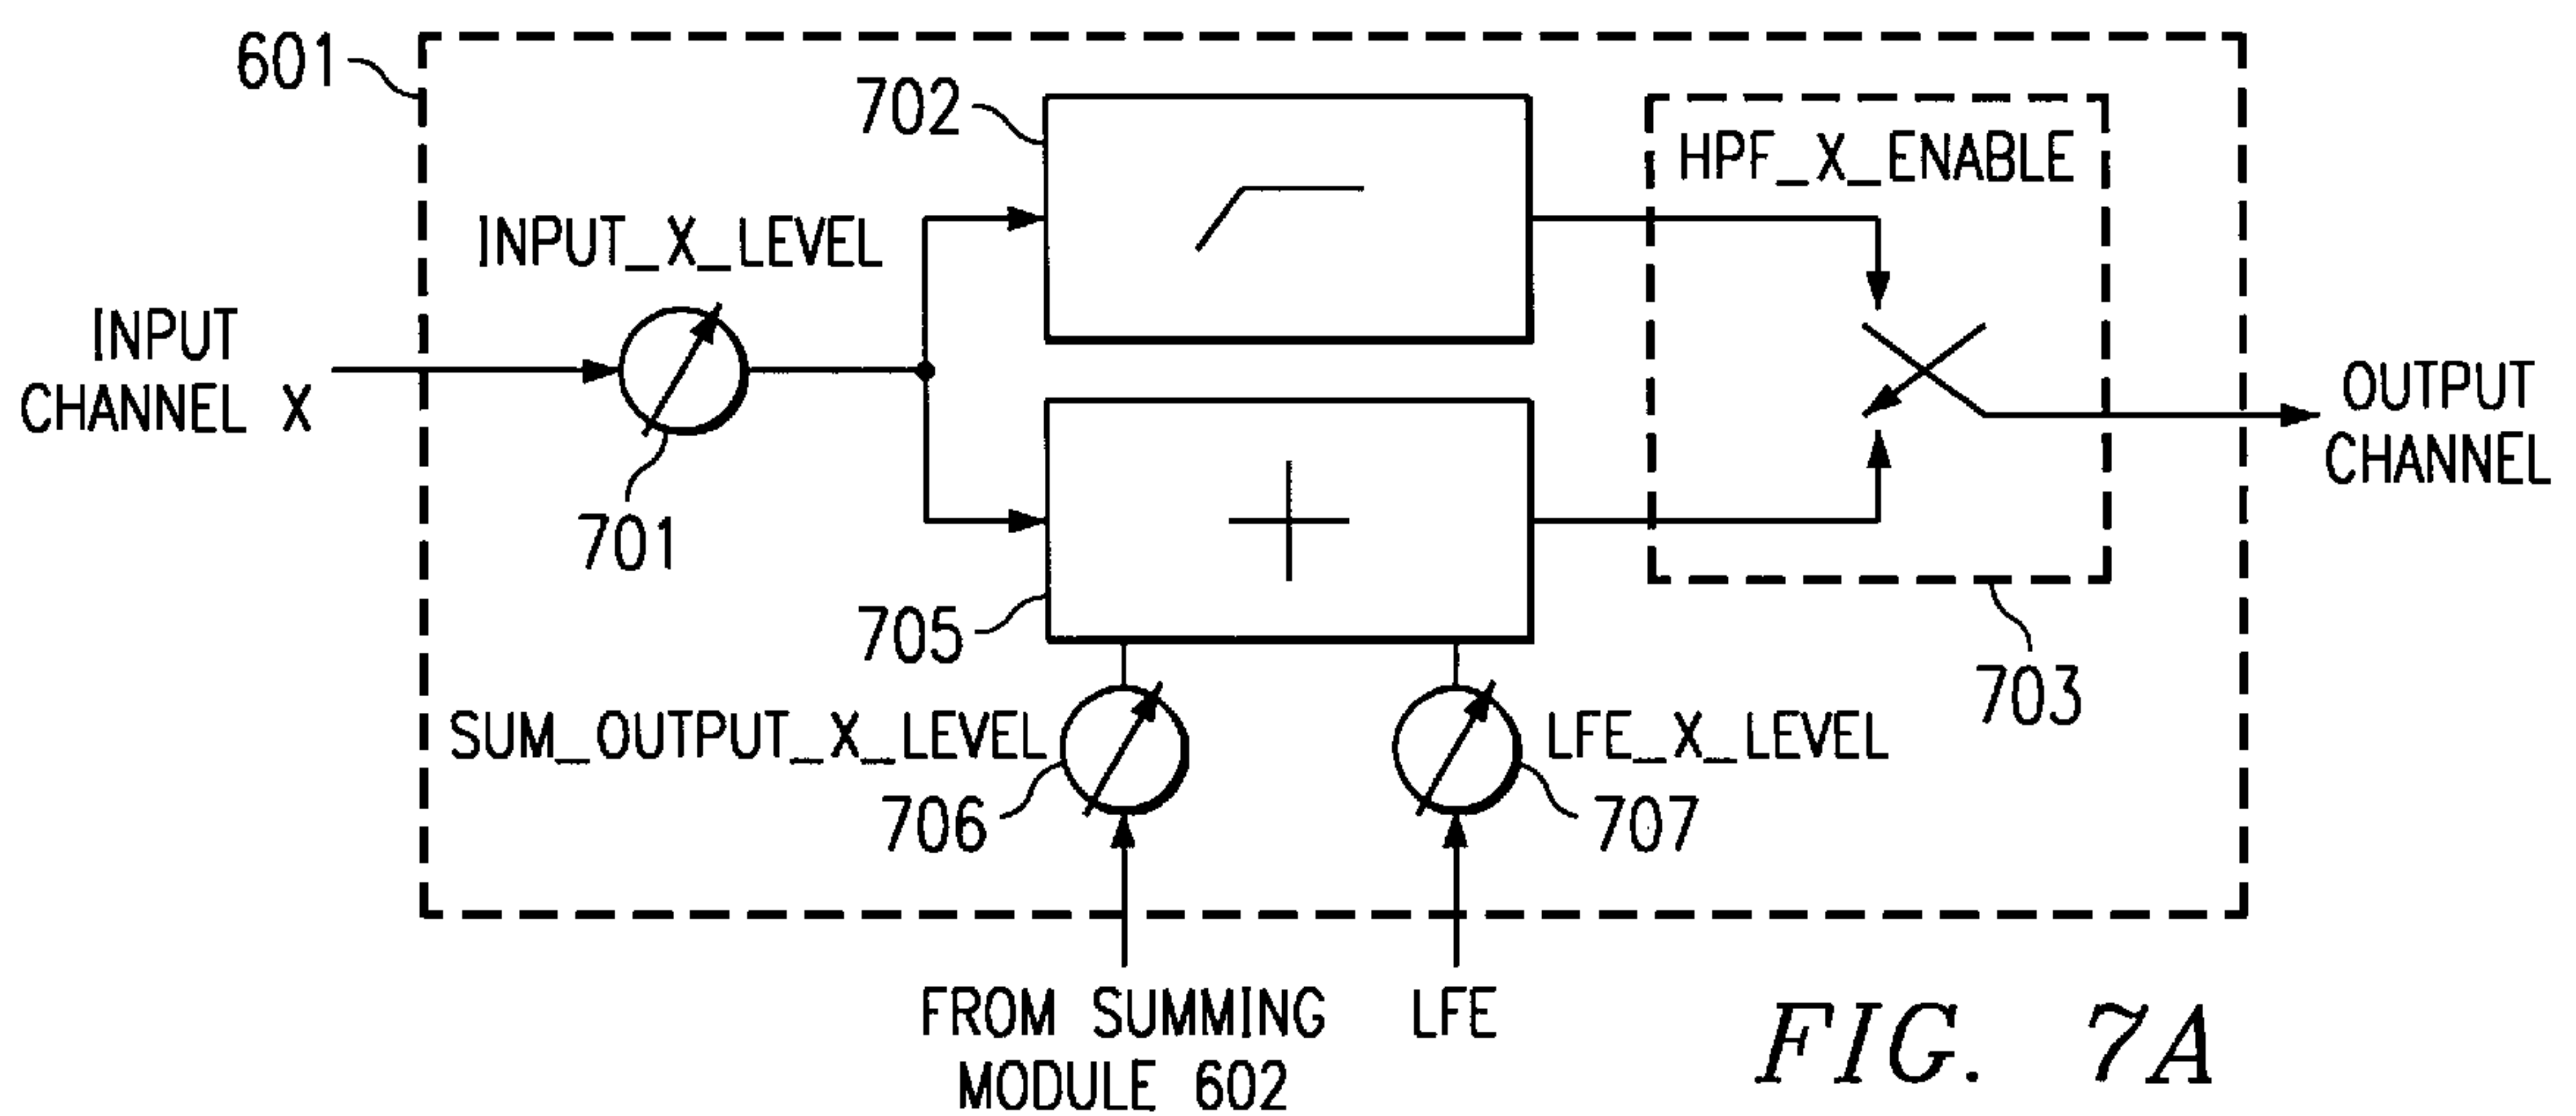 601
702
HPF_X_ENABLE
INPUT_X_LEVEL
INPUT
CHANNEL X
OUTPUT
CHANNEL
701
705
703
SUM_OUTPUT_X_LEVEL
LFE_X_LEVEL
706
707
FROM SUMMING
MODULE 602
LFE
FIG. 7A